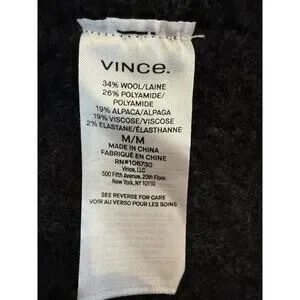 VINCE.
34% WOOL/LAINE
26% POLYAMIDE/
POLYAMIDE
19% ALPACA/ALPAGA
19% VISCOSE/VISCOSE
2% ELASTANE/ÉLASTHANNE
M/M
MADE IN CHINA
FABRIQUÉ EN CHINE
RN#106730
Vince, LLC
500 Fifth Avenue, 20th Floor
New York, NY 10110
SEE REVERSE FOR CARE
VOIR AU VERSO POUR LES SOINS